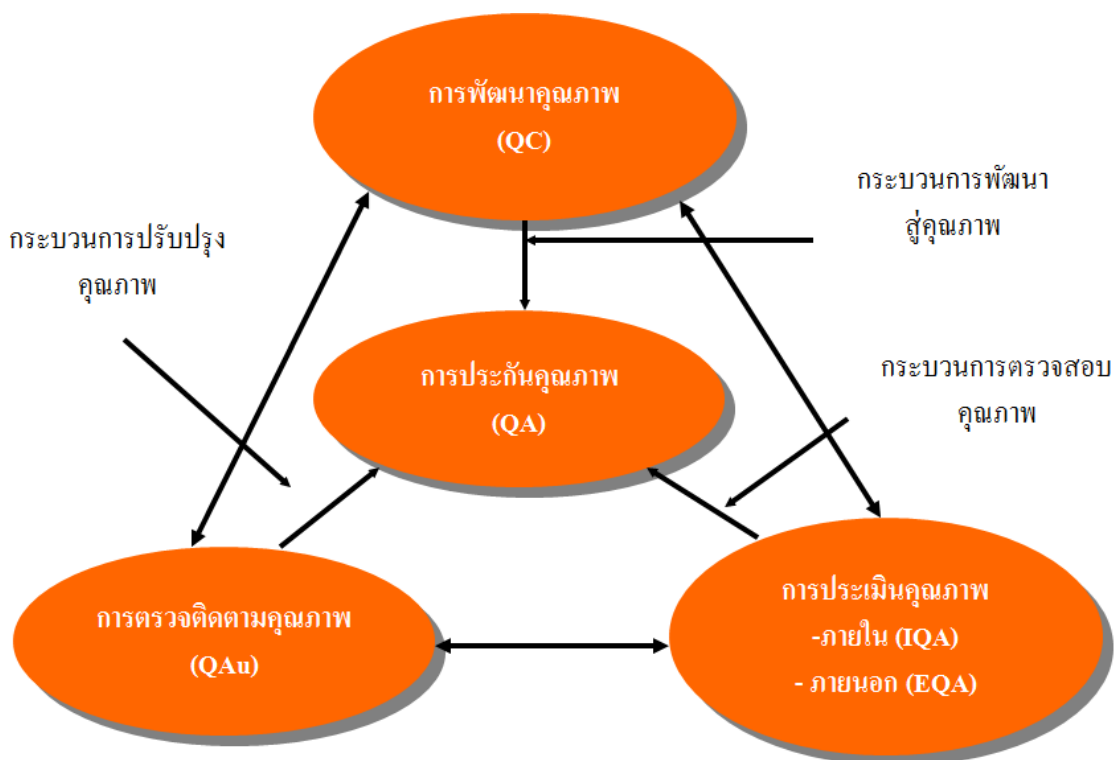 การพัฒนาคุณภาพ
(QC)
กระบวนการพัฒนา
สู่คุณภาพ
กระบวนการปรับปรุง
คุณภาพ
การประกันคุณภาพ
(QA)
กระบวนการตรวจสอบ
คุณภาพ
การตรวจติดตามคุณภาพ
(QAu)
การประเมินคุณภาพ
-ภายใน (IQA)
- ภายนอก (EQA)